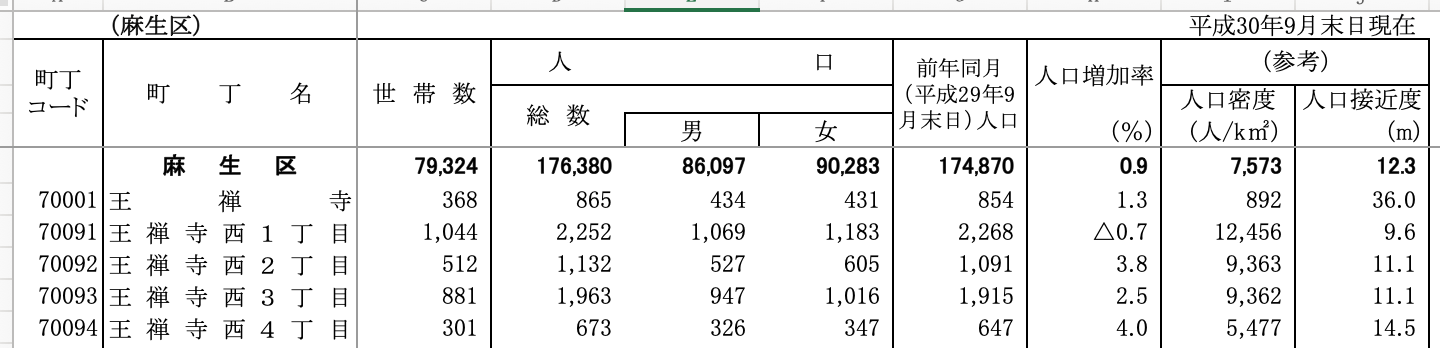 (麻生区) 平成30年9月末日現在
町丁
コード
町 丁 名
世 帯 数
人 口
総 数
男 女
前年同月
(平成29年9
月末日)人口
人口増加率
(%)
(参考)
人口密度
(人/k㎡)
人口接近度
(m)
麻 生 区 79,324 176,380 86,097 90,283 174,870 0.9 7,573 12.3
70001 王 禅 寺 368 865 434 431 854 1.3 892 36.0
70091 王 禅 寺 西 1 丁 目 1,044 2,252 1,069 1,183 2,268 △0.7 12,456 9.6
70092 王 禅 寺 西 2 丁 目 512 1,132 527 605 1,091 3.8 9,363 11.1
70093 王 禅 寺 西 3 丁 目 881 1,963 947 1,016 1,915 2.5 9,362 11.1
70094 王 禅 寺 西 4 丁 目 301 673 326 347 647 4.0 5,477 14.5